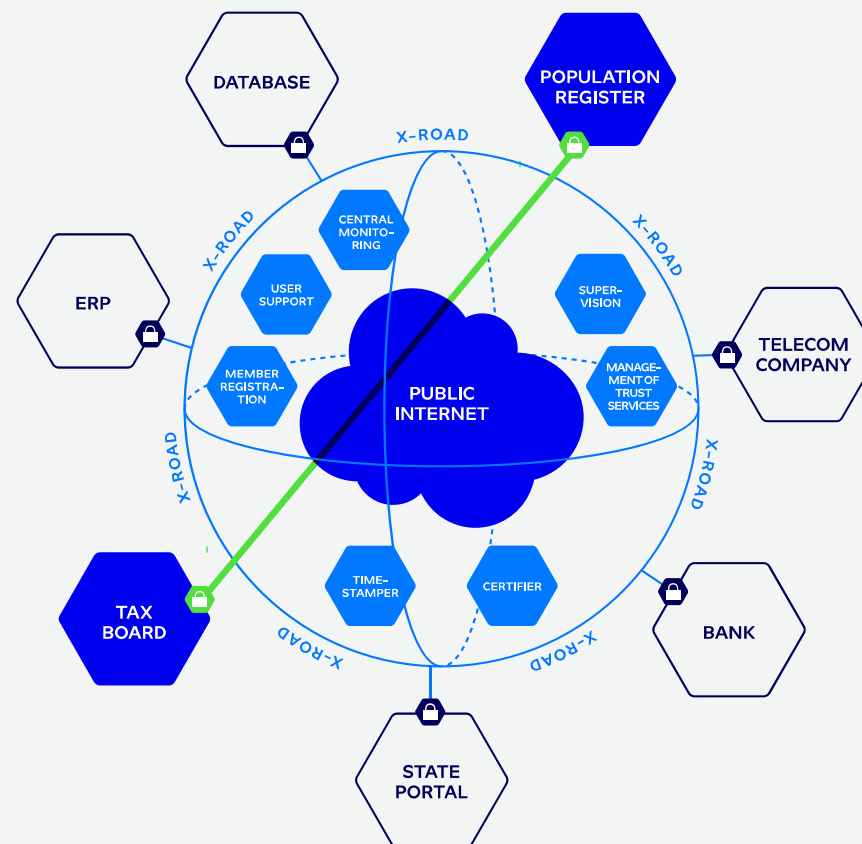 DATABASE
POPULATION
REGISTER
X-ROAD
X-ROAD
X-ROAD
CENTRAL
MONITO-
RING
USER
SUPPORT
SUPER-
VISION
ERP
TELECOM
COMPANY
MEMBER
REGISTRA-
TION
MANAGE-
MENT OF
TRUST
SERVICES
PUBLIC
INTERNET
X-ROAD
X-ROAD
TIME-
STAMPER
CERTIFIER
TAX
BOARD
BANK
X-ROAD
X-ROAD
STATE
PORTAL